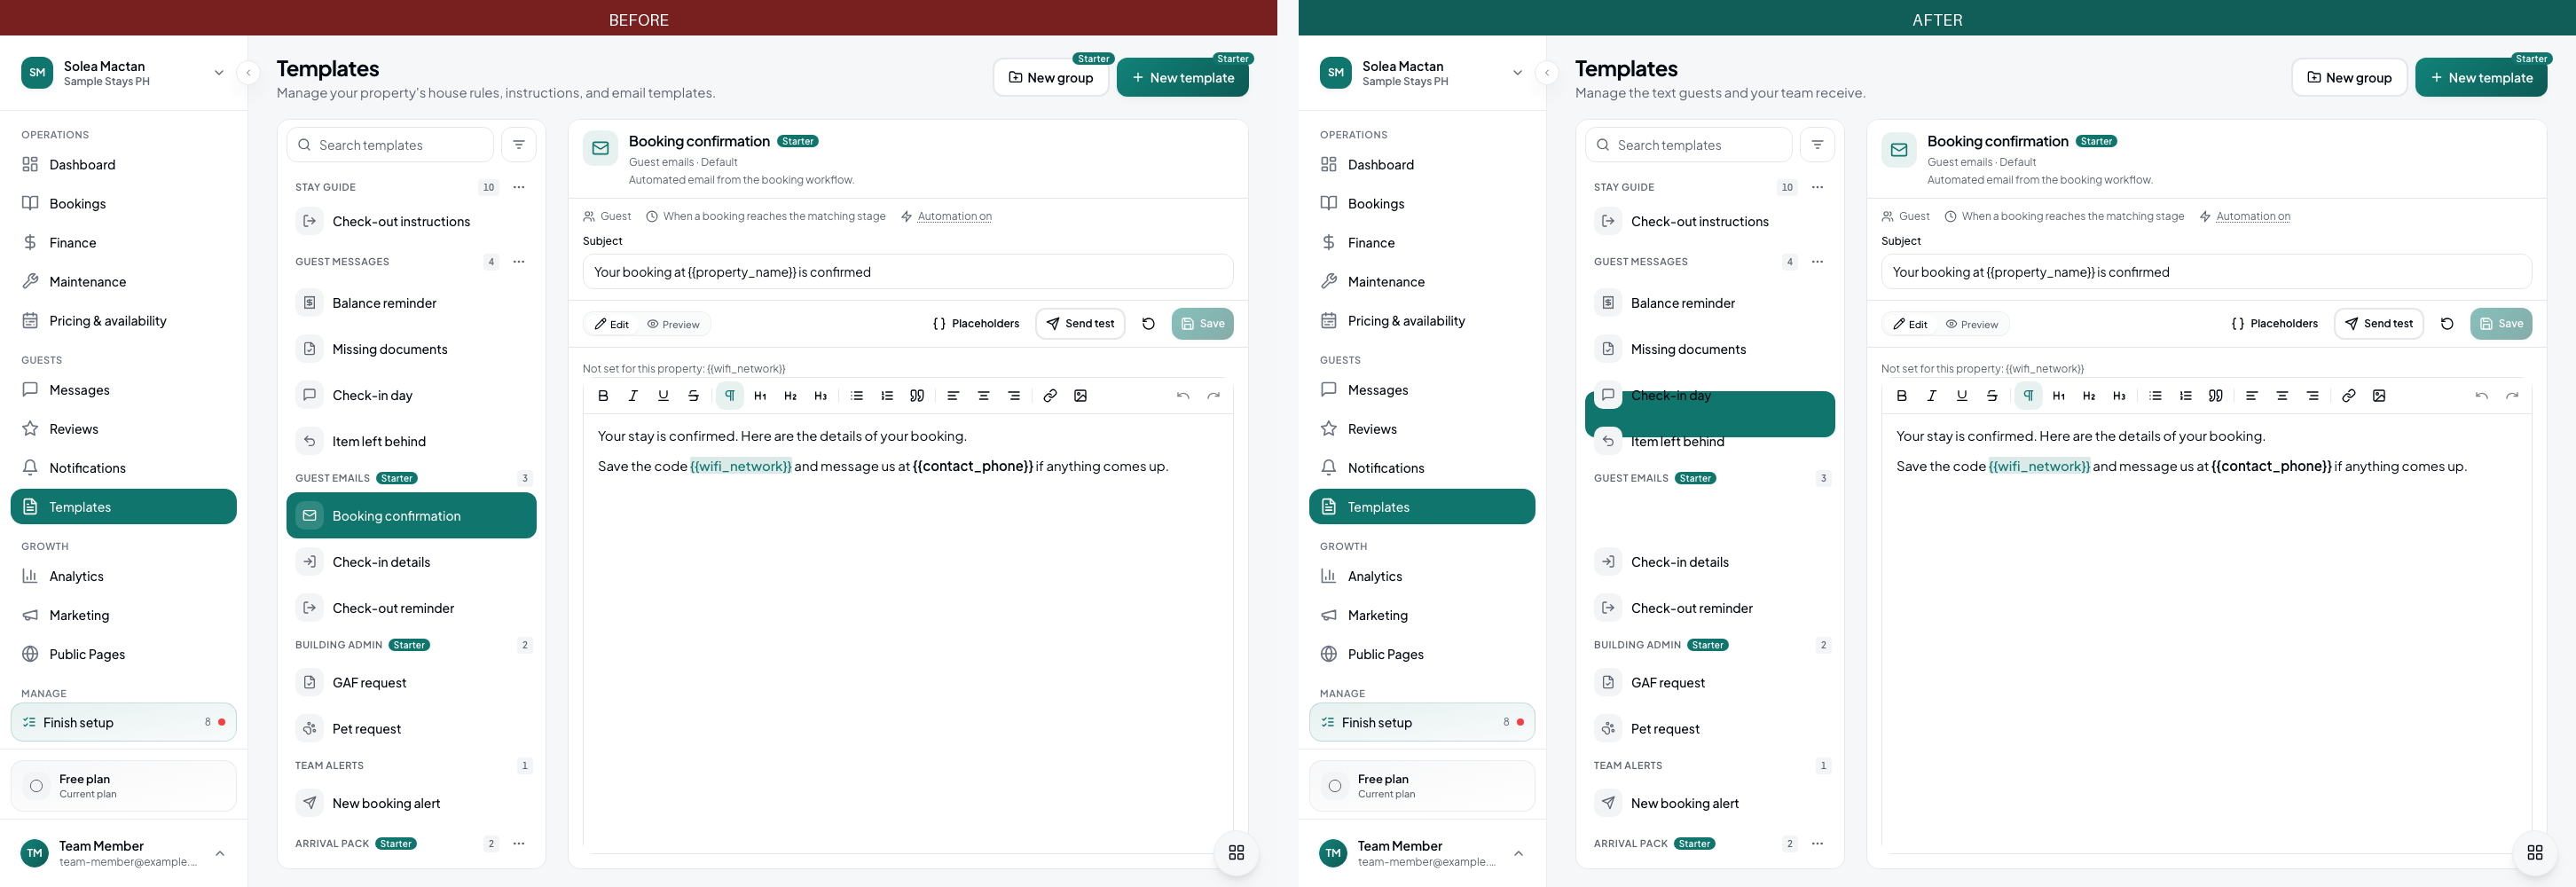 BEFORE
SM
Solea Mactan
Sample Stays PH
OPERATIONS
Dashboard
Bookings
Finance
Maintenance
Pricing & availability
GUESTS
Messages
Reviews
Notifications
Templates
GROWTH
Analytics
Marketing
Public Pages
MANAGE
Finish setup 8
Free plan
Current plan
TM
Team Member
team-member@example....
Templates
Manage your property's house rules, instructions, and email templates.
New group Starter
New template Starter
Search templates
STAY GUIDE 10
Check-out instructions
GUEST MESSAGES 4
Balance reminder
Missing documents
Check-in day
Item left behind
GUEST EMAILS Starter 3
Booking confirmation
Check-in details
Check-out reminder
BUILDING ADMIN Starter 2
GAF request
Pet request
TEAM ALERTS 1
New booking alert
ARRIVAL PACK Starter 2
Booking confirmation Starter
Guest emails · Default
Automated email from the booking workflow.
Guest When a booking reaches the matching stage Automation on
Subject
Your booking at {{property_name}} is confirmed
Edit Preview { } Placeholders Send test Save
Not set for this property: {{wifi_network}}
B I U S ¶ H1 H2 H3
Your stay is confirmed. Here are the details of your booking.
Save the code {{wifi_network}} and message us at {{contact_phone}} if anything comes up.
AFTER
SM
Solea Mactan
Sample Stays PH
OPERATIONS
Dashboard
Bookings
Finance
Maintenance
Pricing & availability
GUESTS
Messages
Reviews
Notifications
Templates
GROWTH
Analytics
Marketing
Public Pages
MANAGE
Finish setup 8
Free plan
Current plan
TM
Team Member
team-member@example....
Templates
Manage the text guests and your team receive.
New group
New template Starter
Search templates
STAY GUIDE 10
Check-out instructions
GUEST MESSAGES 4
Balance reminder
Missing documents
Check-in day
Item left behind
GUEST EMAILS Starter 3
Check-in details
Check-out reminder
BUILDING ADMIN Starter 2
GAF request
Pet request
TEAM ALERTS 1
New booking alert
ARRIVAL PACK Starter 2
Booking confirmation Starter
Guest emails · Default
Automated email from the booking workflow.
Guest When a booking reaches the matching stage Automation on
Subject
Your booking at {{property_name}} is confirmed
Edit Preview { } Placeholders Send test Save
Not set for this property: {{wifi_network}}
B I U S ¶ H1 H2 H3
Your stay is confirmed. Here are the details of your booking.
Save the code {{wifi_network}} and message us at {{contact_phone}} if anything comes up.